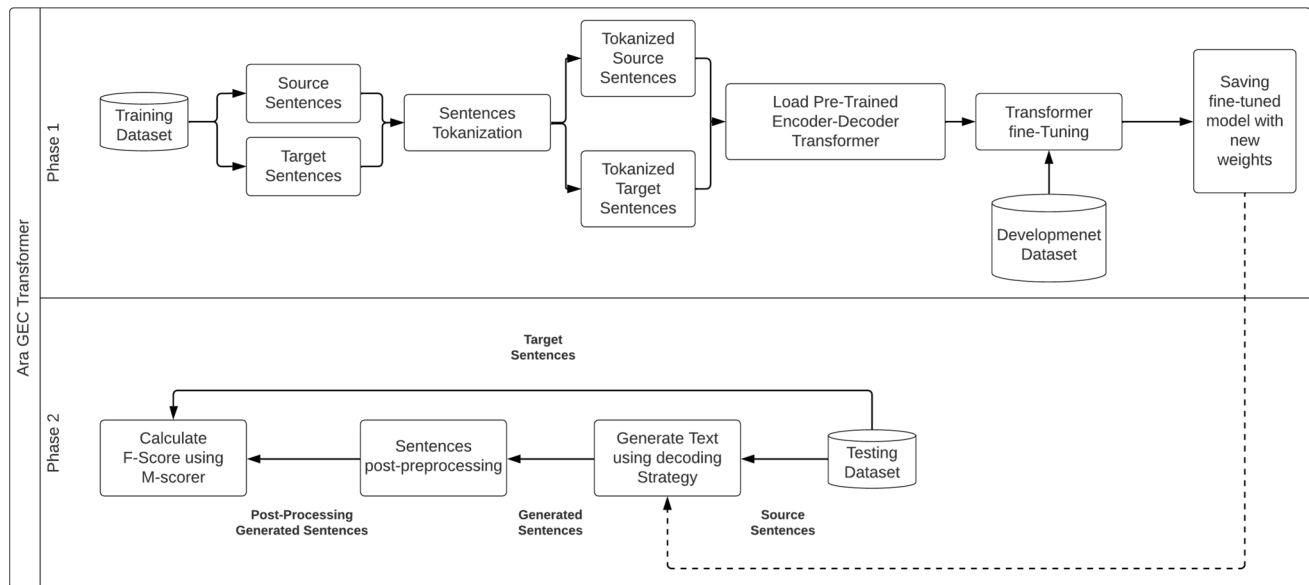 Ara GEC Transformer
Phase 1
Training
Dataset
Source
Sentences
Target
Sentences
Sentences
Tokanization
Tokanized
Source
Sentences
Tokanized
Target
Sentences
Load Pre-Trained
Encoder-Decoder
Transformer
Transformer
fine-Tuning
Developmenet
Dataset
Saving
fine-tuned
model with
new
weights
Phase 2
Target
Sentences
Calculate
F-Score using
M-scorer
Sentences
post-preprocessing
Generate Text
using decoding
Strategy
Testing
Dataset
Post-Processing
Generated Sentences
Generated
Sentences
Source
Sentences